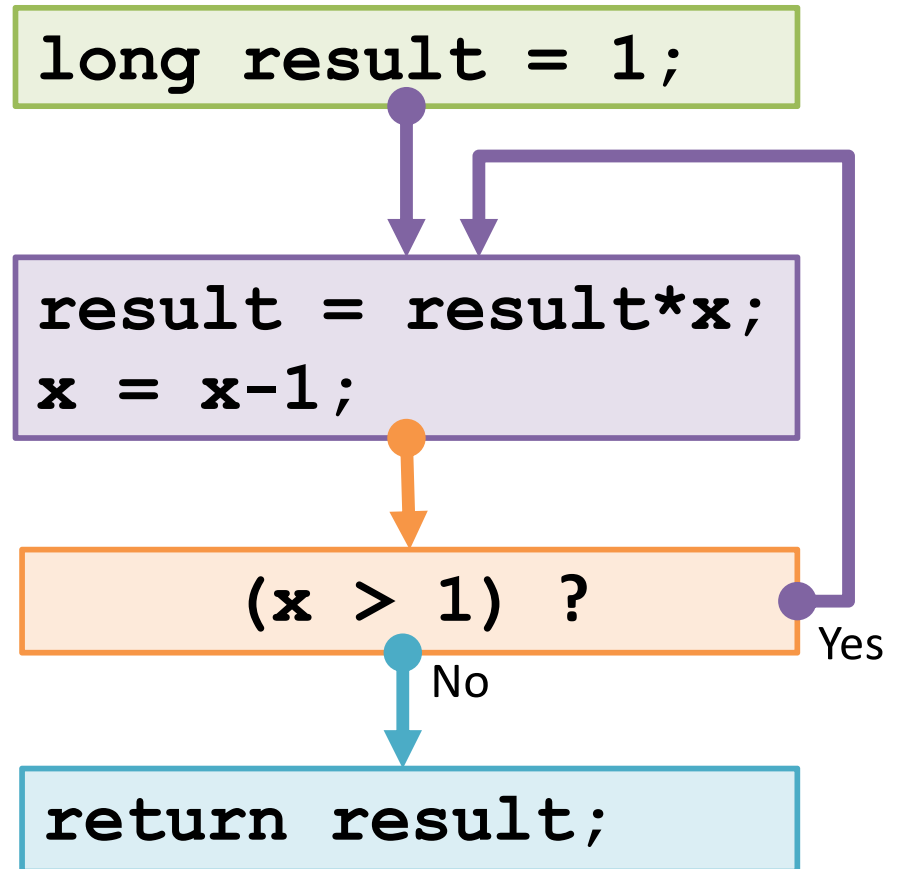 long result = 1;
result = result*x;
x = x-1;
(x > 1) ?
Yes
No
return result;